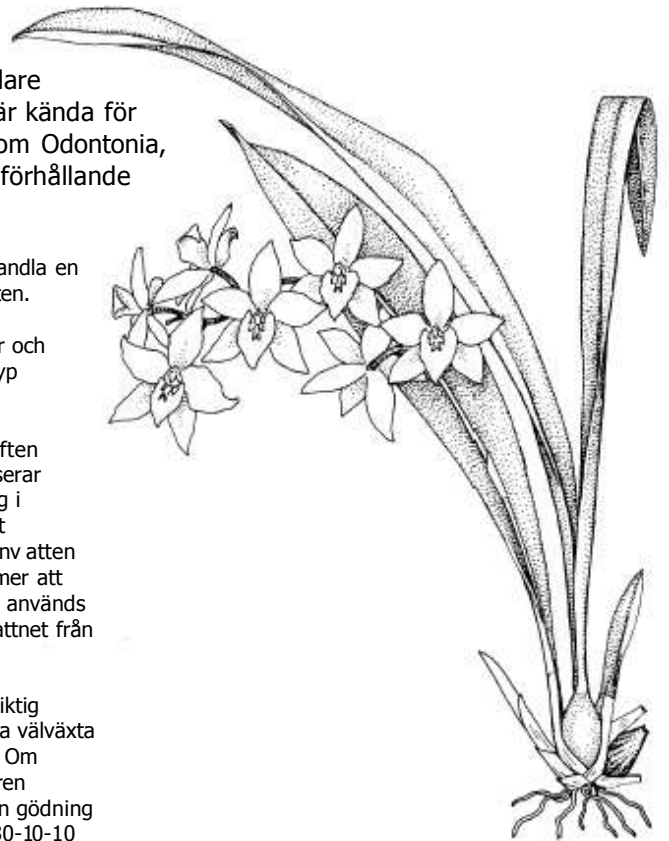 lare
är kända för
om Odontonia,
förhållande
andla en
ten.
r och
yp
ften
serar
g i
t
nv atten
mer att
används
attnet från
iktig
a välväxta
Om
ren
n gödning
30-10-10